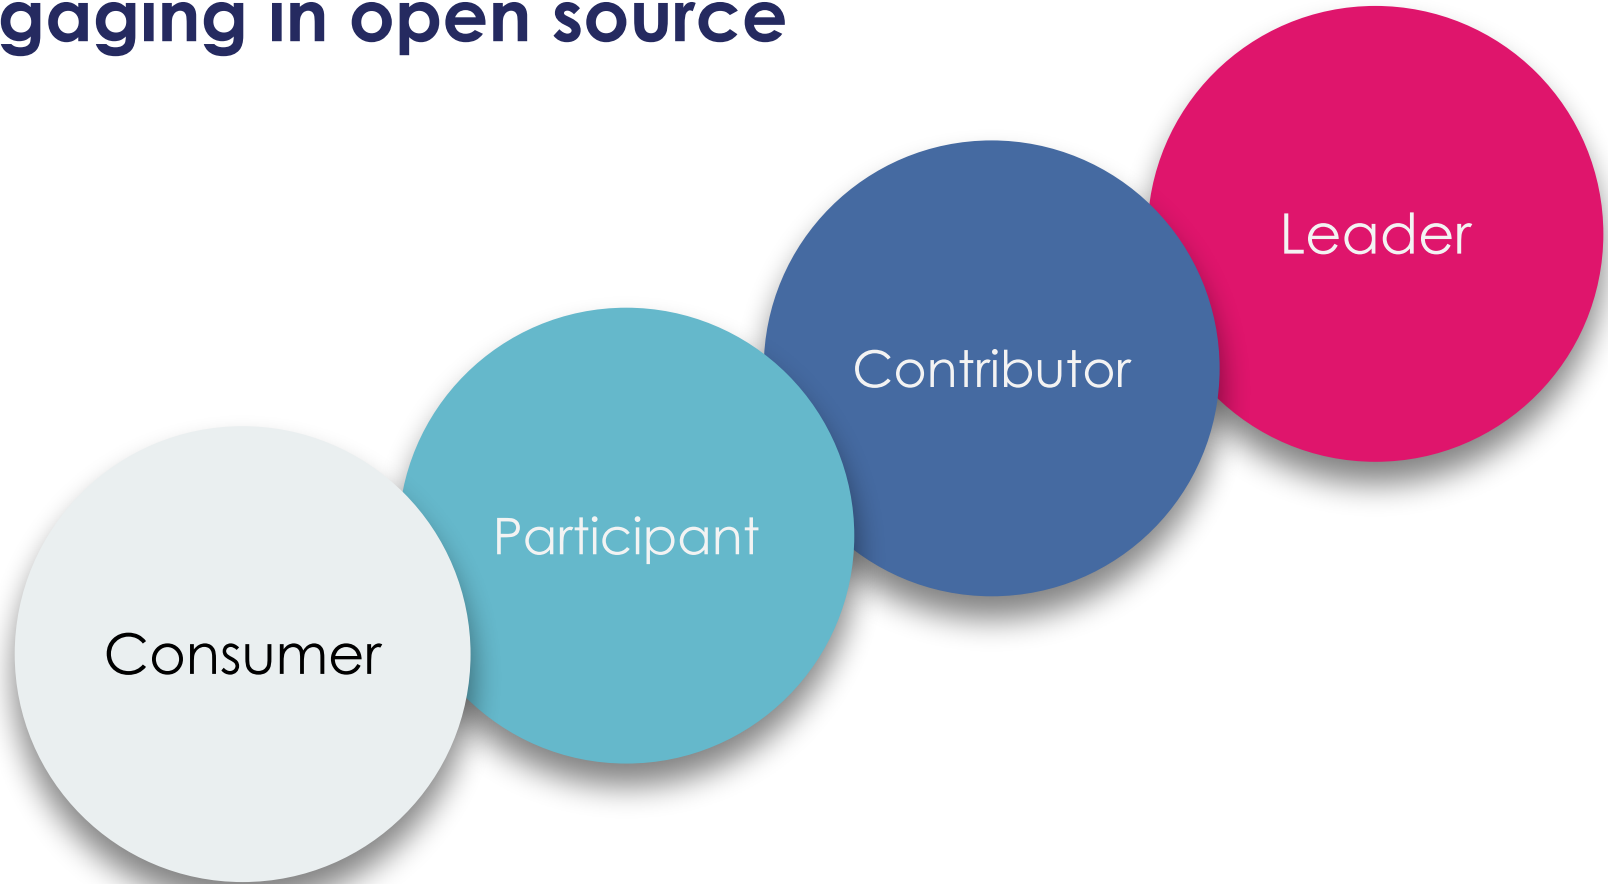 gaging in open source
Leader
Contributor
Participant
Consumer